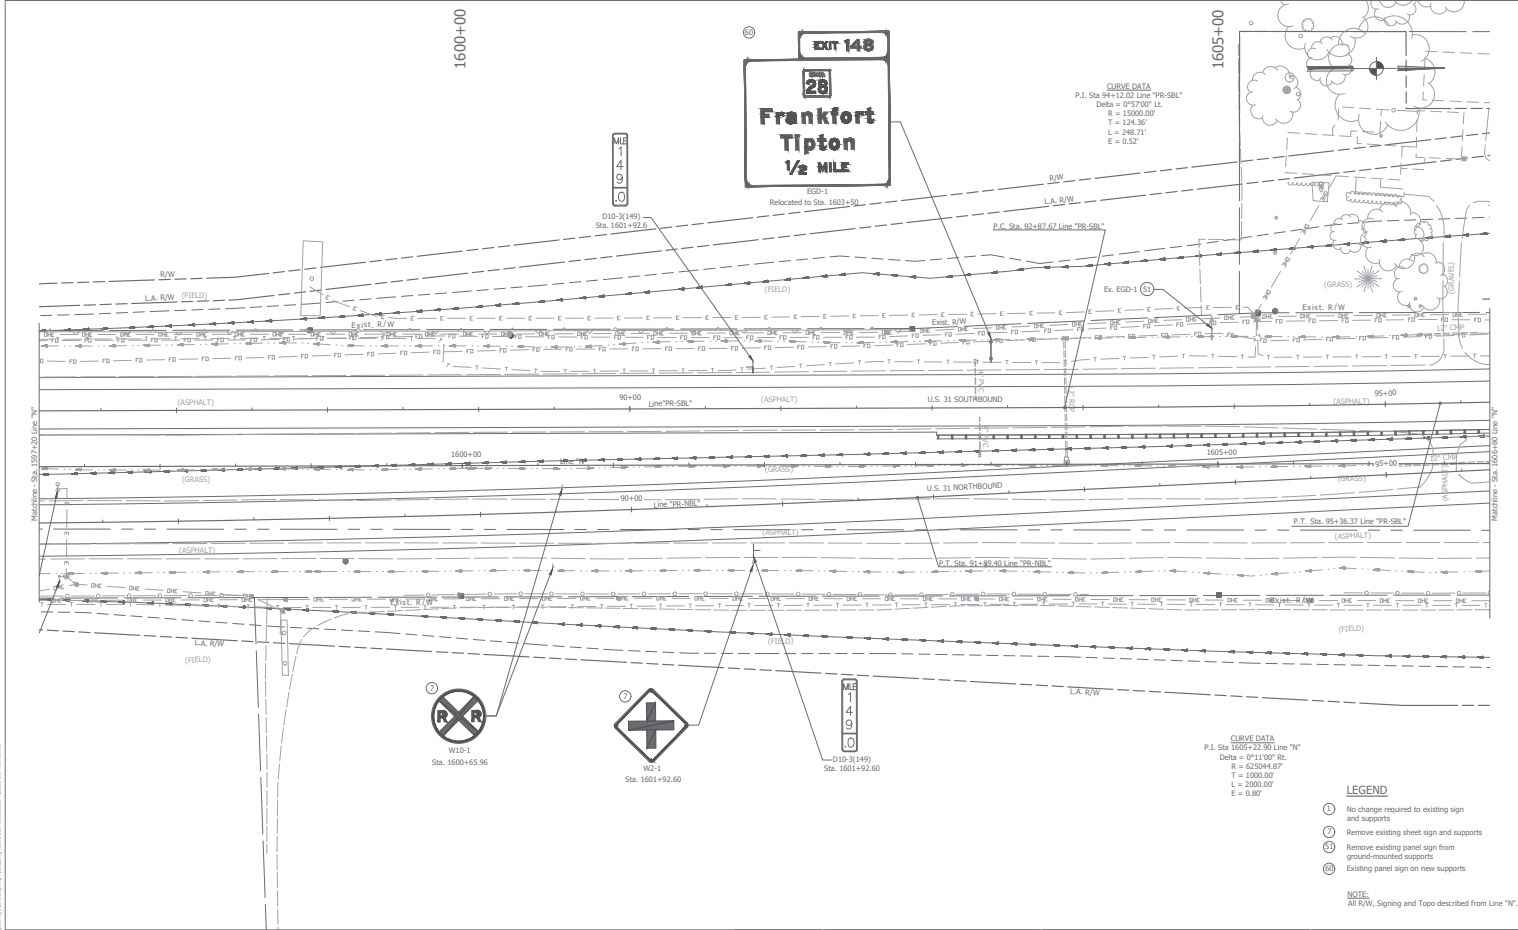 1600+00
1605+00
60
EXIT 148
28
Frankfort
Tipton
1/2 MILE
EGD-1
Relocated to Sta. 1603+50
CURVE DATA
P.I. Sta 94+12.02 Line "PR-SBL"
Delta = 0°57'00" Lt.
R = 15000.00'
T = 124.36'
L = 248.71'
E = 0.52'
MILE
1
4
9
.0
D10-3(149)
Sta. 1601+92.6
R/W
L.A. R/W
P.C. Sta. 92+87.67 Line "PR-SBL"
R/W
L.A. R/W
(FIELD)
(FIELD)
Ex. EGD-1
51
(GRASS)
(GRAVEL)
Exist. R/W
Exist. R/W
Exist. R/W
12" CMP
(ASPHALT)
90+00
Line"PR-SBL"
(ASPHALT)
U.S. 31 SOUTHBOUND
(ASPHALT)
95+00
Matchline - Sta. 1597+20 Line "N"
Matchline - Sta. 1606+80 Line "N"
1600+00
LINE "N"
1605+00
95+00
12" CMP
(GRASS)
(GRASS)
(GRASS)
(ASPHALT)
U.S. 31 NORTHBOUND
90+00
Line "PR-NBL"
P.T. Sta. 95+36.37 Line "PR-SBL"
(ASPHALT)
(ASPHALT)
(ASPHALT)
P.T. Sta. 91+89.40 Line "PR-NBL"
Exist. R/W
Exist. R/W
L.A. R/W
(FIELD)
(FIELD)
(FIELD)
L.A. R/W
7
R R
W10-1
Sta. 1600+65.96
7
W2-1
Sta. 1601+92.60
MILE
1
4
9
.0
D10-3(149)
Sta. 1601+92.60
CURVE DATA
P.I. Sta 1605+22.90 Line "N"
Delta = 0°11'00" Rt.
R = 625044.87'
T = 1000.00'
L = 2000.00'
E = 0.80'
LEGEND
1 No change required to existing sign
and supports
7 Remove existing sheet sign and supports
51 Remove existing panel sign from
ground-mounted supports
60 Existing panel sign on new supports
NOTE:
All R/W, Signing and Topo described from Line "N".